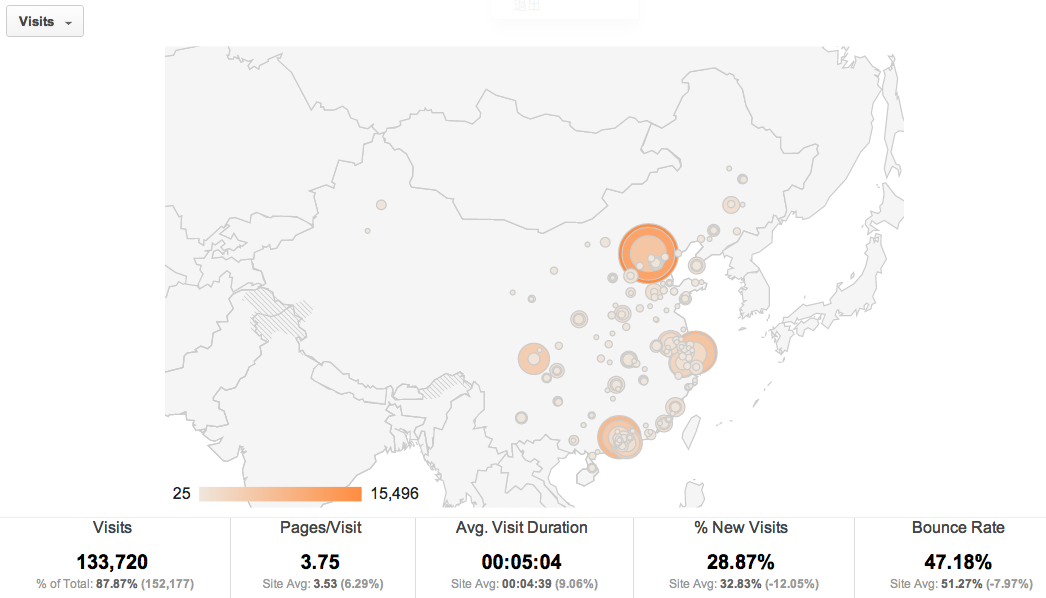 退出
Visits
25 15,496
Visits Pages/Visit Avg. Visit Duration % New Visits Bounce Rate
133,720 3.75 00:05:04 28.87% 47.18%
% of Total: 87.87% (152,177) Site Avg: 3.53 (6.29%) Site Avg: 00:04:39 (9.06%) Site Avg: 32.83% (-12.05%) Site Avg: 51.27% (-7.97%)